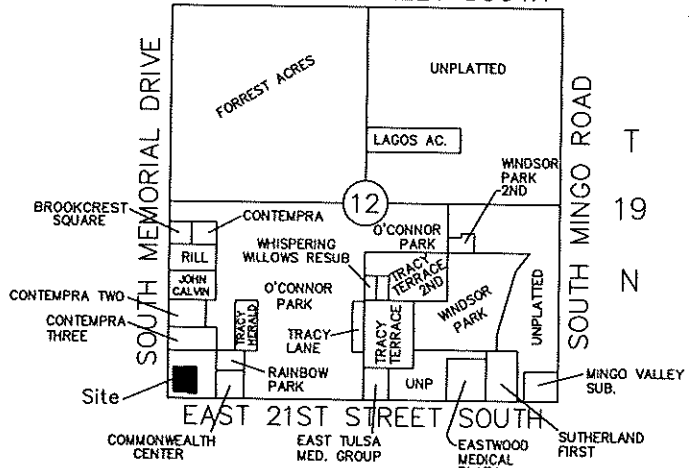 SOUTH MEMORIAL DRIVE
FORREST ACRES
UNPLATTED
SOUTH MINGO ROAD
T
19
N
LAGOS AC.
WINDSOR
PARK
2ND
12
BROOKCREST
SQUARE
CONTEMPRA
O'CONNOR
PARK
WHISPERING
WILLOWS RESUB
RILL
JOHN
CALVIN
O'CONNOR
PARK
TRACY
TERRACE
2ND
WINDSOR
PARK
UNPLATTED
CONTEMPRA TWO
CONTEMPRA
THREE
TRACY
HERALD
TRACY
LANE
TRACY
TERRACE
Site
RAINBOW
PARK
UNP
MINGO VALLEY
SUB.
EAST 21ST STREET SOUTH
COMMONWEALTH
CENTER
EAST TULSA
MED. GROUP
EASTWOOD
MEDICAL
SUTHERLAND
FIRST